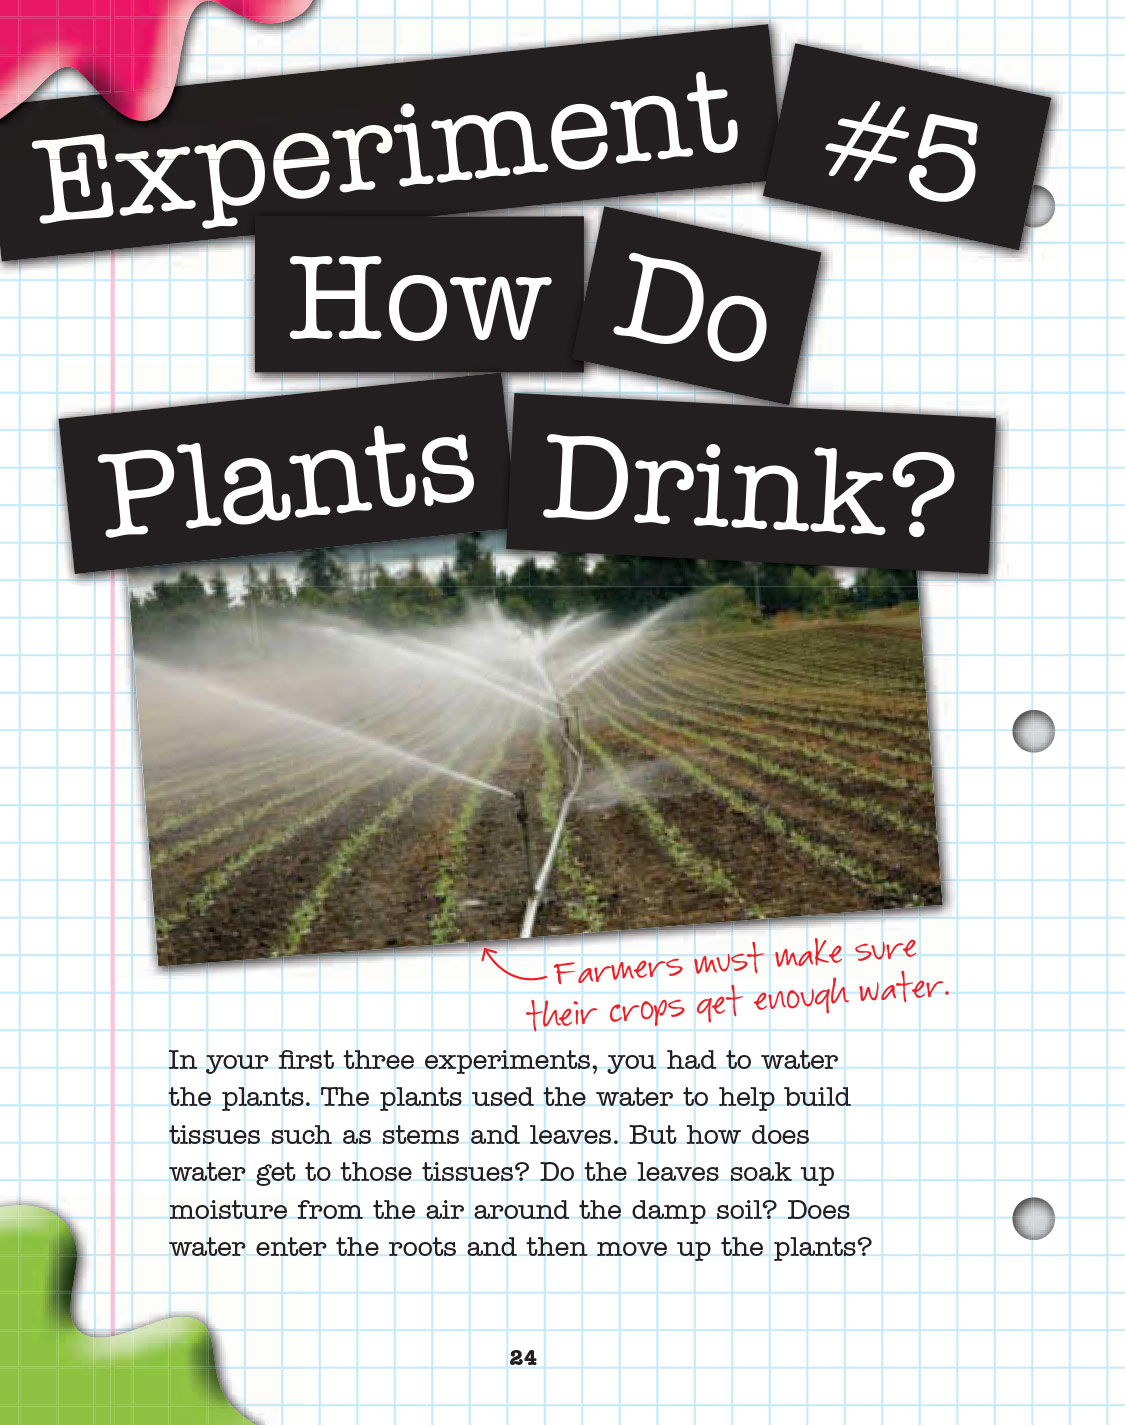 Experiment #5
How Do
Plants Drink?
Farmers must make sure
their crops get enough water.
In your first three experiments, you had to water
the plants. The plants used the water to help build
tissues such as stems and leaves. But how does
water get to those tissues? Do the leaves soak up
moisture from the air around the damp soil? Does
water enter the roots and then move up the plants?
24